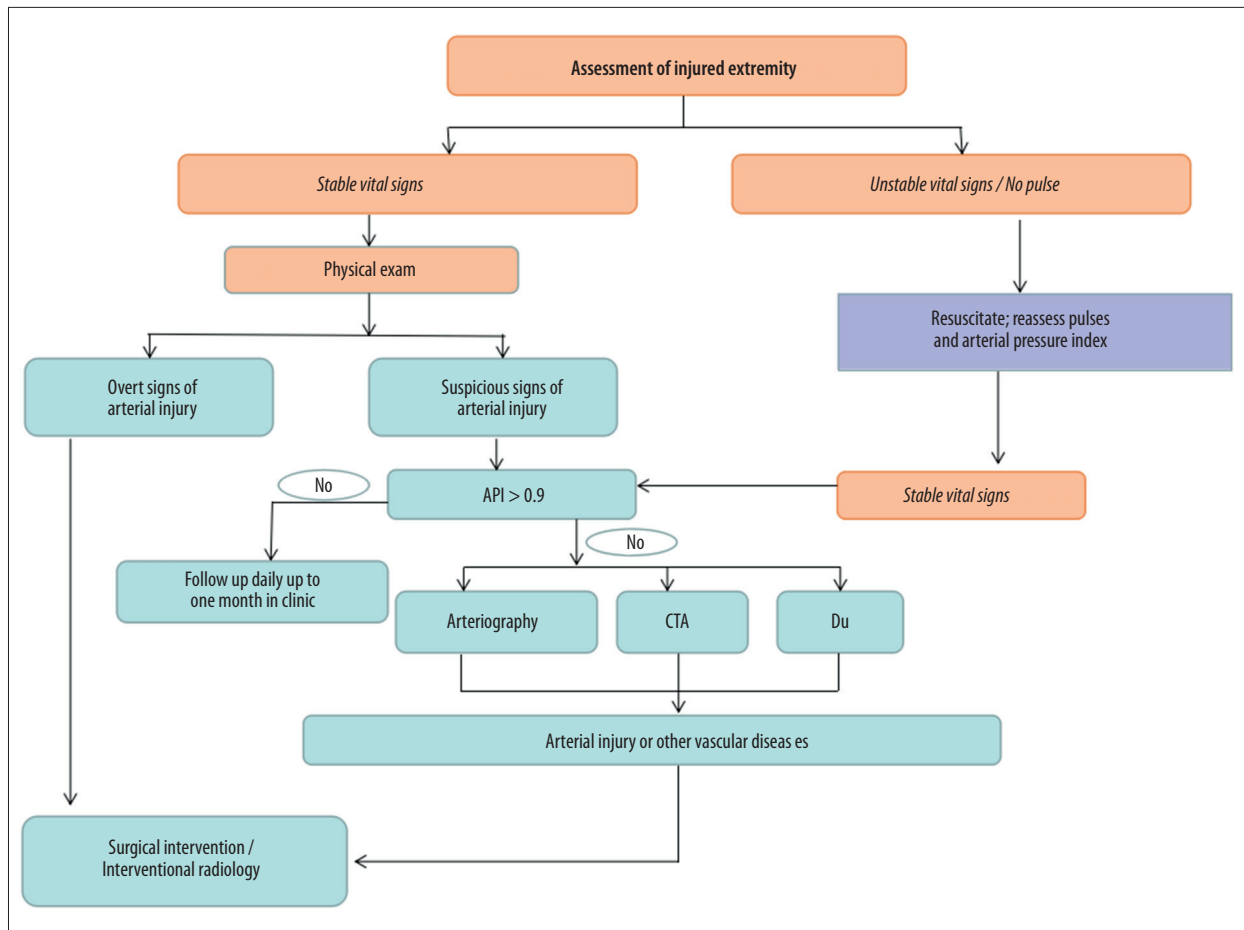 Assessment of injured extremity
Stable vital signs
Unstable vital signs / No pulse
Physical exam
Resuscitate; reassess pulses
and arterial pressure index
Overt signs of
arterial injury
Suspicious signs of
arterial injury
No
API > 0.9
Stable vital signs
No
Follow up daily up to
one month in clinic
Arteriography
CTA
Du
Arterial injury or other vascular diseas es
Surgical intervention /
Interventional radiology